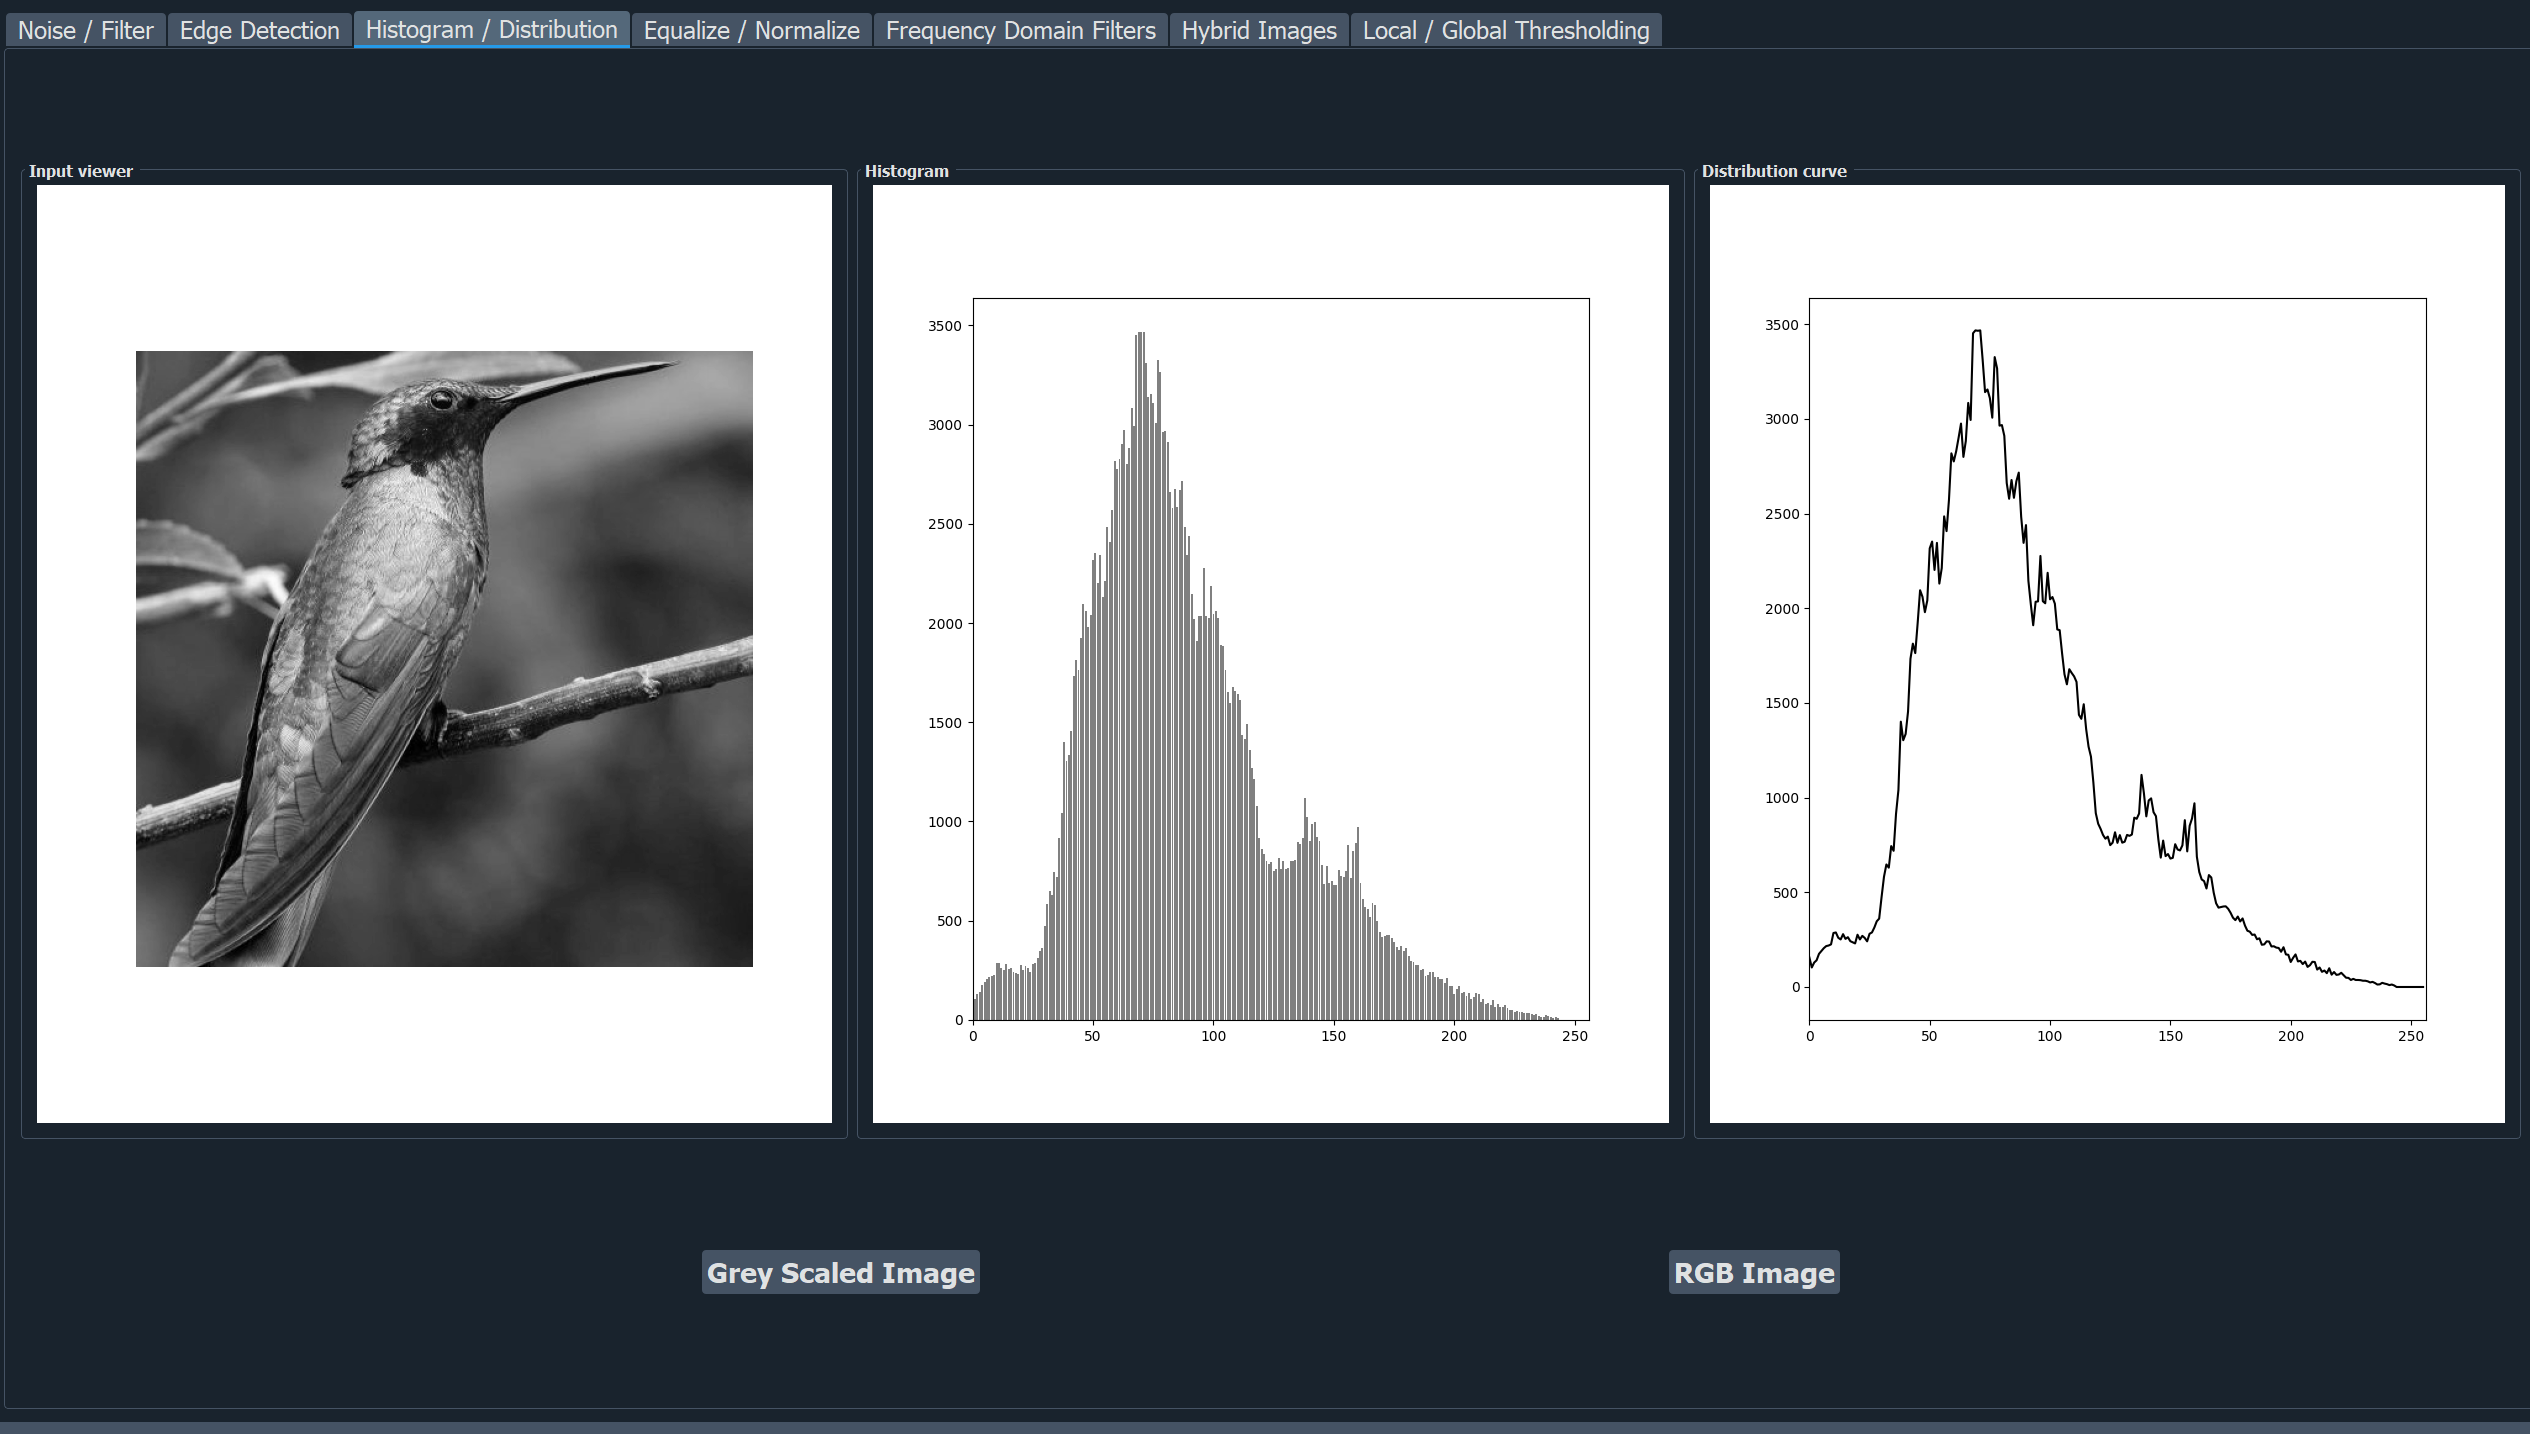 Noise / Filter Edge Detection Histogram / Distribution Equalize / Normalize Frequency Domain Filters Hybrid Images Local / Global Thresholding
Input viewer
Histogram
3500
3000
2500
2000
1500
1000
500
0
0 50 100 150 200 250
Distribution curve
3500
3000
2500
2000
1500
1000
500
0
0 50 100 150 200 250
Grey Scaled Image
RGB Image